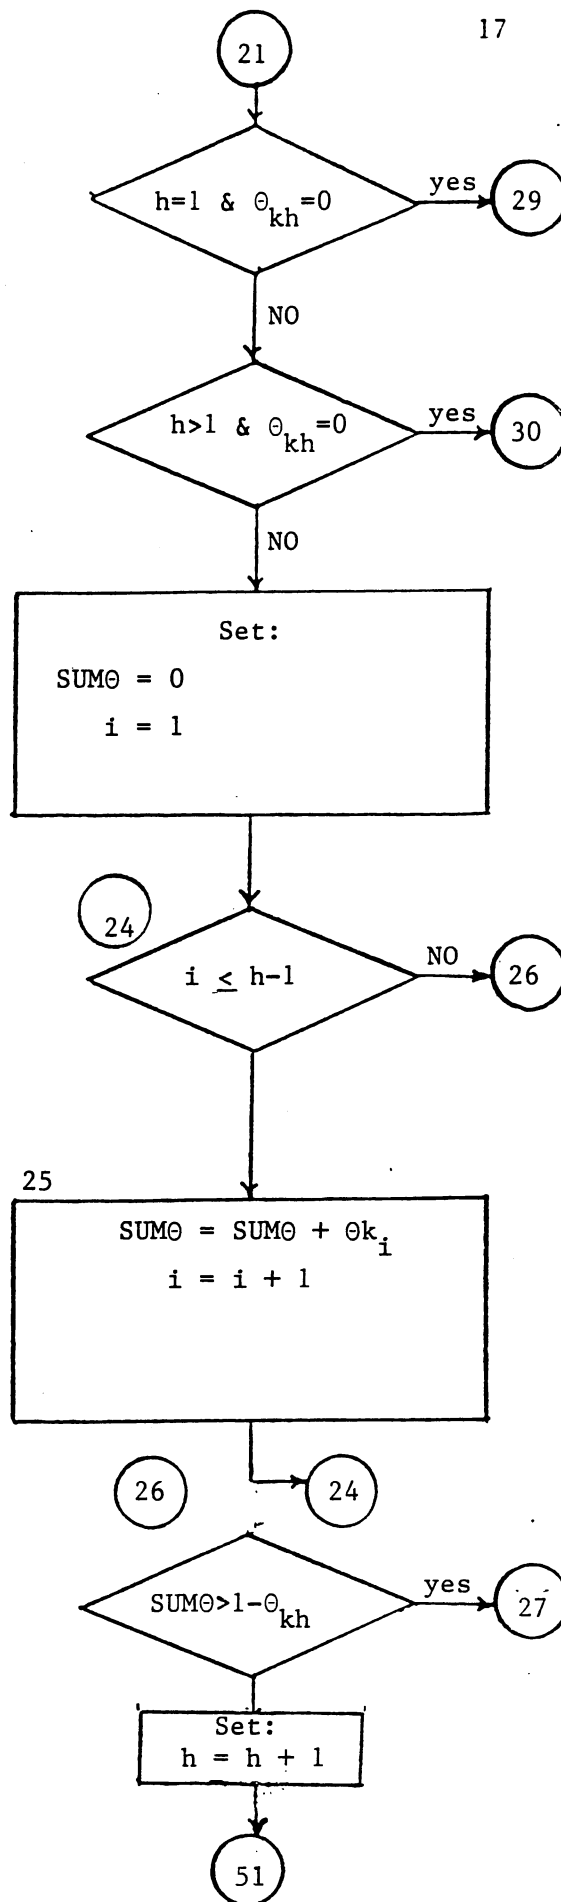 17
21
h=1 & Θkh=0
yes
29
NO
h>1 & Θkh=0
yes
30
NO
Set:
SUMΘ = 0
i = 1
24
i ≤ h-1
NO
26
25
SUMΘ = SUMΘ + Θki
i = i + 1
26
24
SUMΘ>1-Θkh
yes
27
Set:
h = h + 1
51